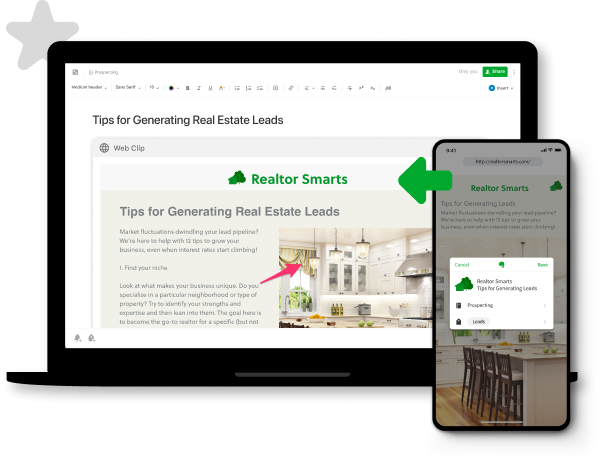 Prospecting
Only you
Share
Medium header
Sans Serif
B I U A
Insert
Tips for Generating Real Estate Leads
Web Clip
Realtor Smarts
Tips for Generating Real Estate Leads
Market fluctuations dwindling your lead pipeline?
We're here to help with 12 tips to grow your
business, even when interest rates start climbing!
1. Find your niche
Look at what makes your business unique. Do you
specialize in a particular neighborhood or type of
property? Try to identify your strengths and
expertise and then lean into them. The goal here is
to become the go-to realtor for a specific (but not
9:41
http://realtorsmarts.com/
Realtor Smarts
Tips for Generating Leads
Market fluctuations dwindling your lead pipeline?
We're here to help with 12 tips to grow your
business, even when interest rates start climbing!
Cancel
Save
Realtor Smarts
Tips for Generating Leads
Prospecting
Leads